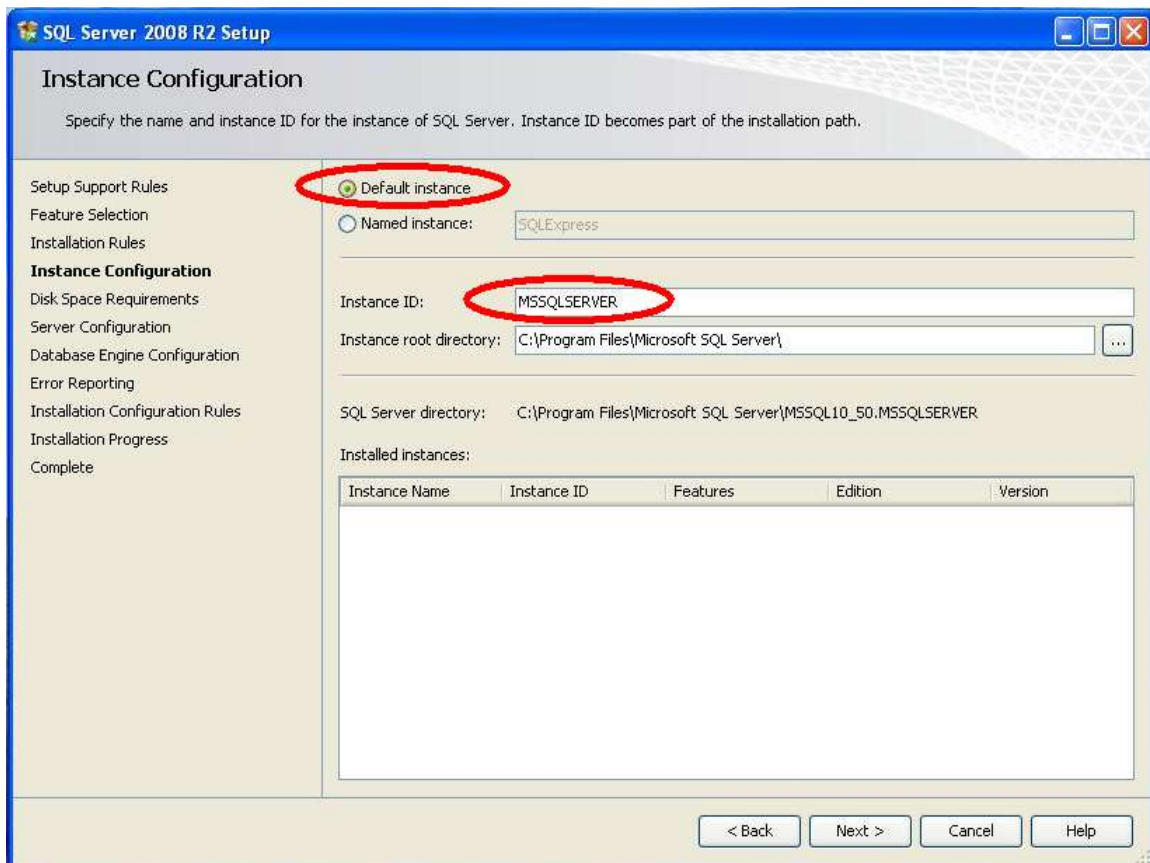 SQL Server 2008 R2 Setup
Instance Configuration
Specify the name and instance ID for the instance of SQL Server. Instance ID becomes part of the installation path.
Setup Support Rules
Feature Selection
Installation Rules
Instance Configuration
Disk Space Requirements
Server Configuration
Database Engine Configuration
Error Reporting
Installation Configuration Rules
Installation Progress
Complete
Default instance
Named instance: SQLExpress
Instance ID: MSSQLSERVER
Instance root directory: C:\Program Files\Microsoft SQL Server\ ...
SQL Server directory: C:\Program Files\Microsoft SQL Server\MSSQL10_50.MSSQLSERVER
Installed instances:
Instance Name Instance ID Features Edition Version
< Back Next > Cancel Help